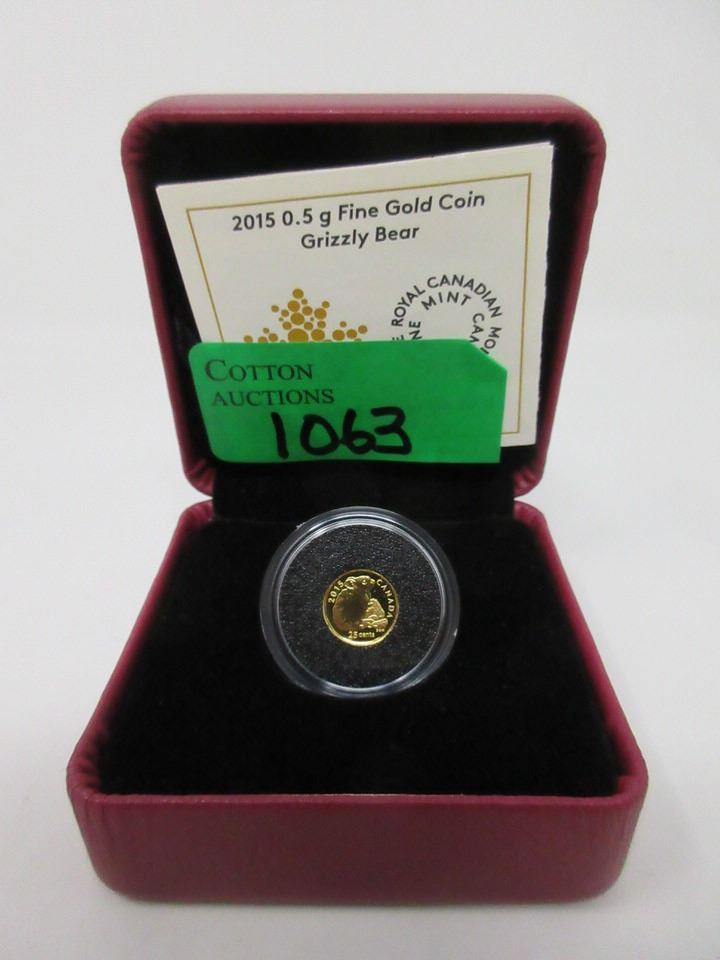 2015 0.5 g Fine Gold Coin
Grizzly Bear
ROYAL CANADIAN
MINT
COTTON
AUCTIONS
1063
2015 CANADA
25 cents